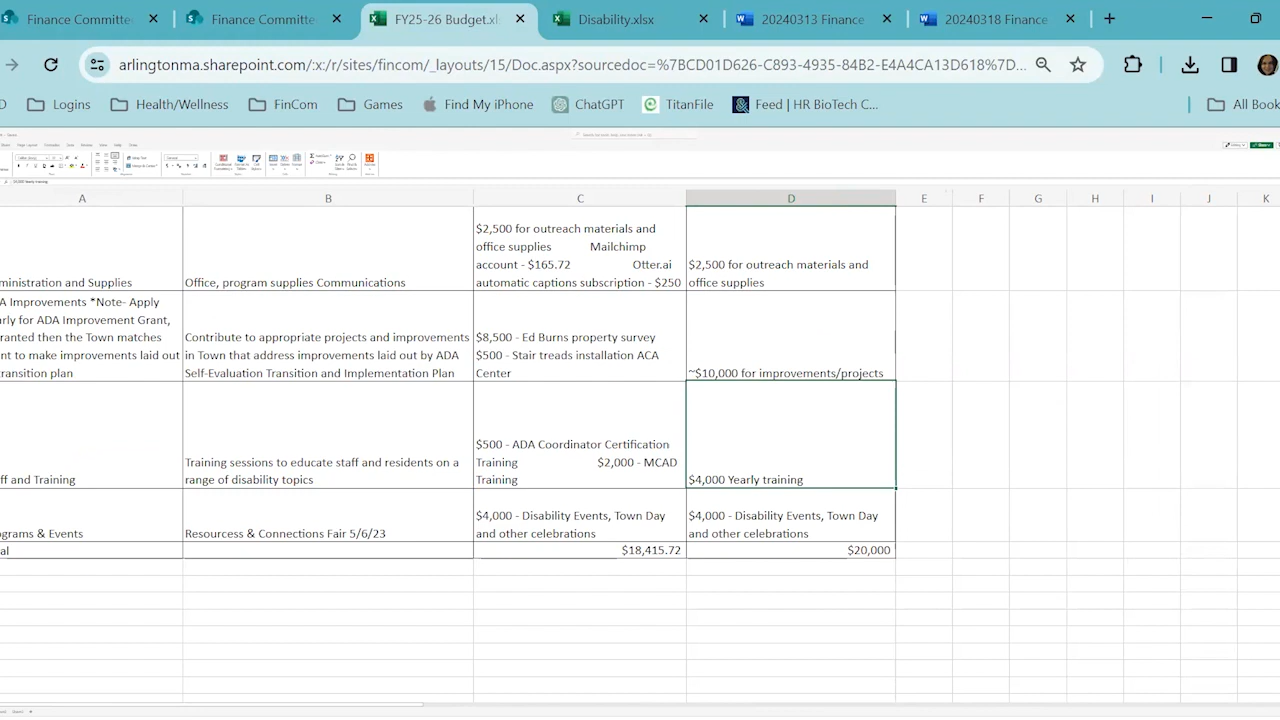 Finance Committe
Finance Committe
FY25-26 Budget.xl
Disability.xlsx
20240313 Finance
20240318 Finance
arlingtonma.sharepoint.com/:x:/r/sites/fincom/_layouts/15/Doc.aspx?sourcedoc=%7BCD01D626-C893-4935-84B2-E4A4CA13D618%7D...
Logins
Health/Wellness
FinCom
Games
Find My iPhone
ChatGPT
TitanFile
Feed | HR BioTech C...
All Book
A B C D E F G H I J K
ministration and Supplies
Office, program supplies Communications
$2,500 for outreach materials and
office supplies Mailchimp
account - $165.72 Otter.ai
automatic captions subscription - $250
$2,500 for outreach materials and
office supplies
A Improvements *Note- Apply
rly for ADA Improvement Grant,
ranted then the Town matches
nt to make improvements laid out
transition plan
Contribute to appropriate projects and improvements
in Town that address improvements laid out by ADA
Self-Evaluation Transition and Implementation Plan
$8,500 - Ed Burns property survey
$500 - Stair treads installation ACA
Center
~$10,000 for improvements/projects
ff and Training
Training sessions to educate staff and residents on a
range of disability topics
$500 - ADA Coordinator Certification
Training $2,000 - MCAD
Training
$4,000 Yearly training
ograms & Events
Resourcess & Connections Fair 5/6/23
$4,000 - Disability Events, Town Day
and other celebrations
$4,000 - Disability Events, Town Day
and other celebrations
al
$18,415.72
$20,000